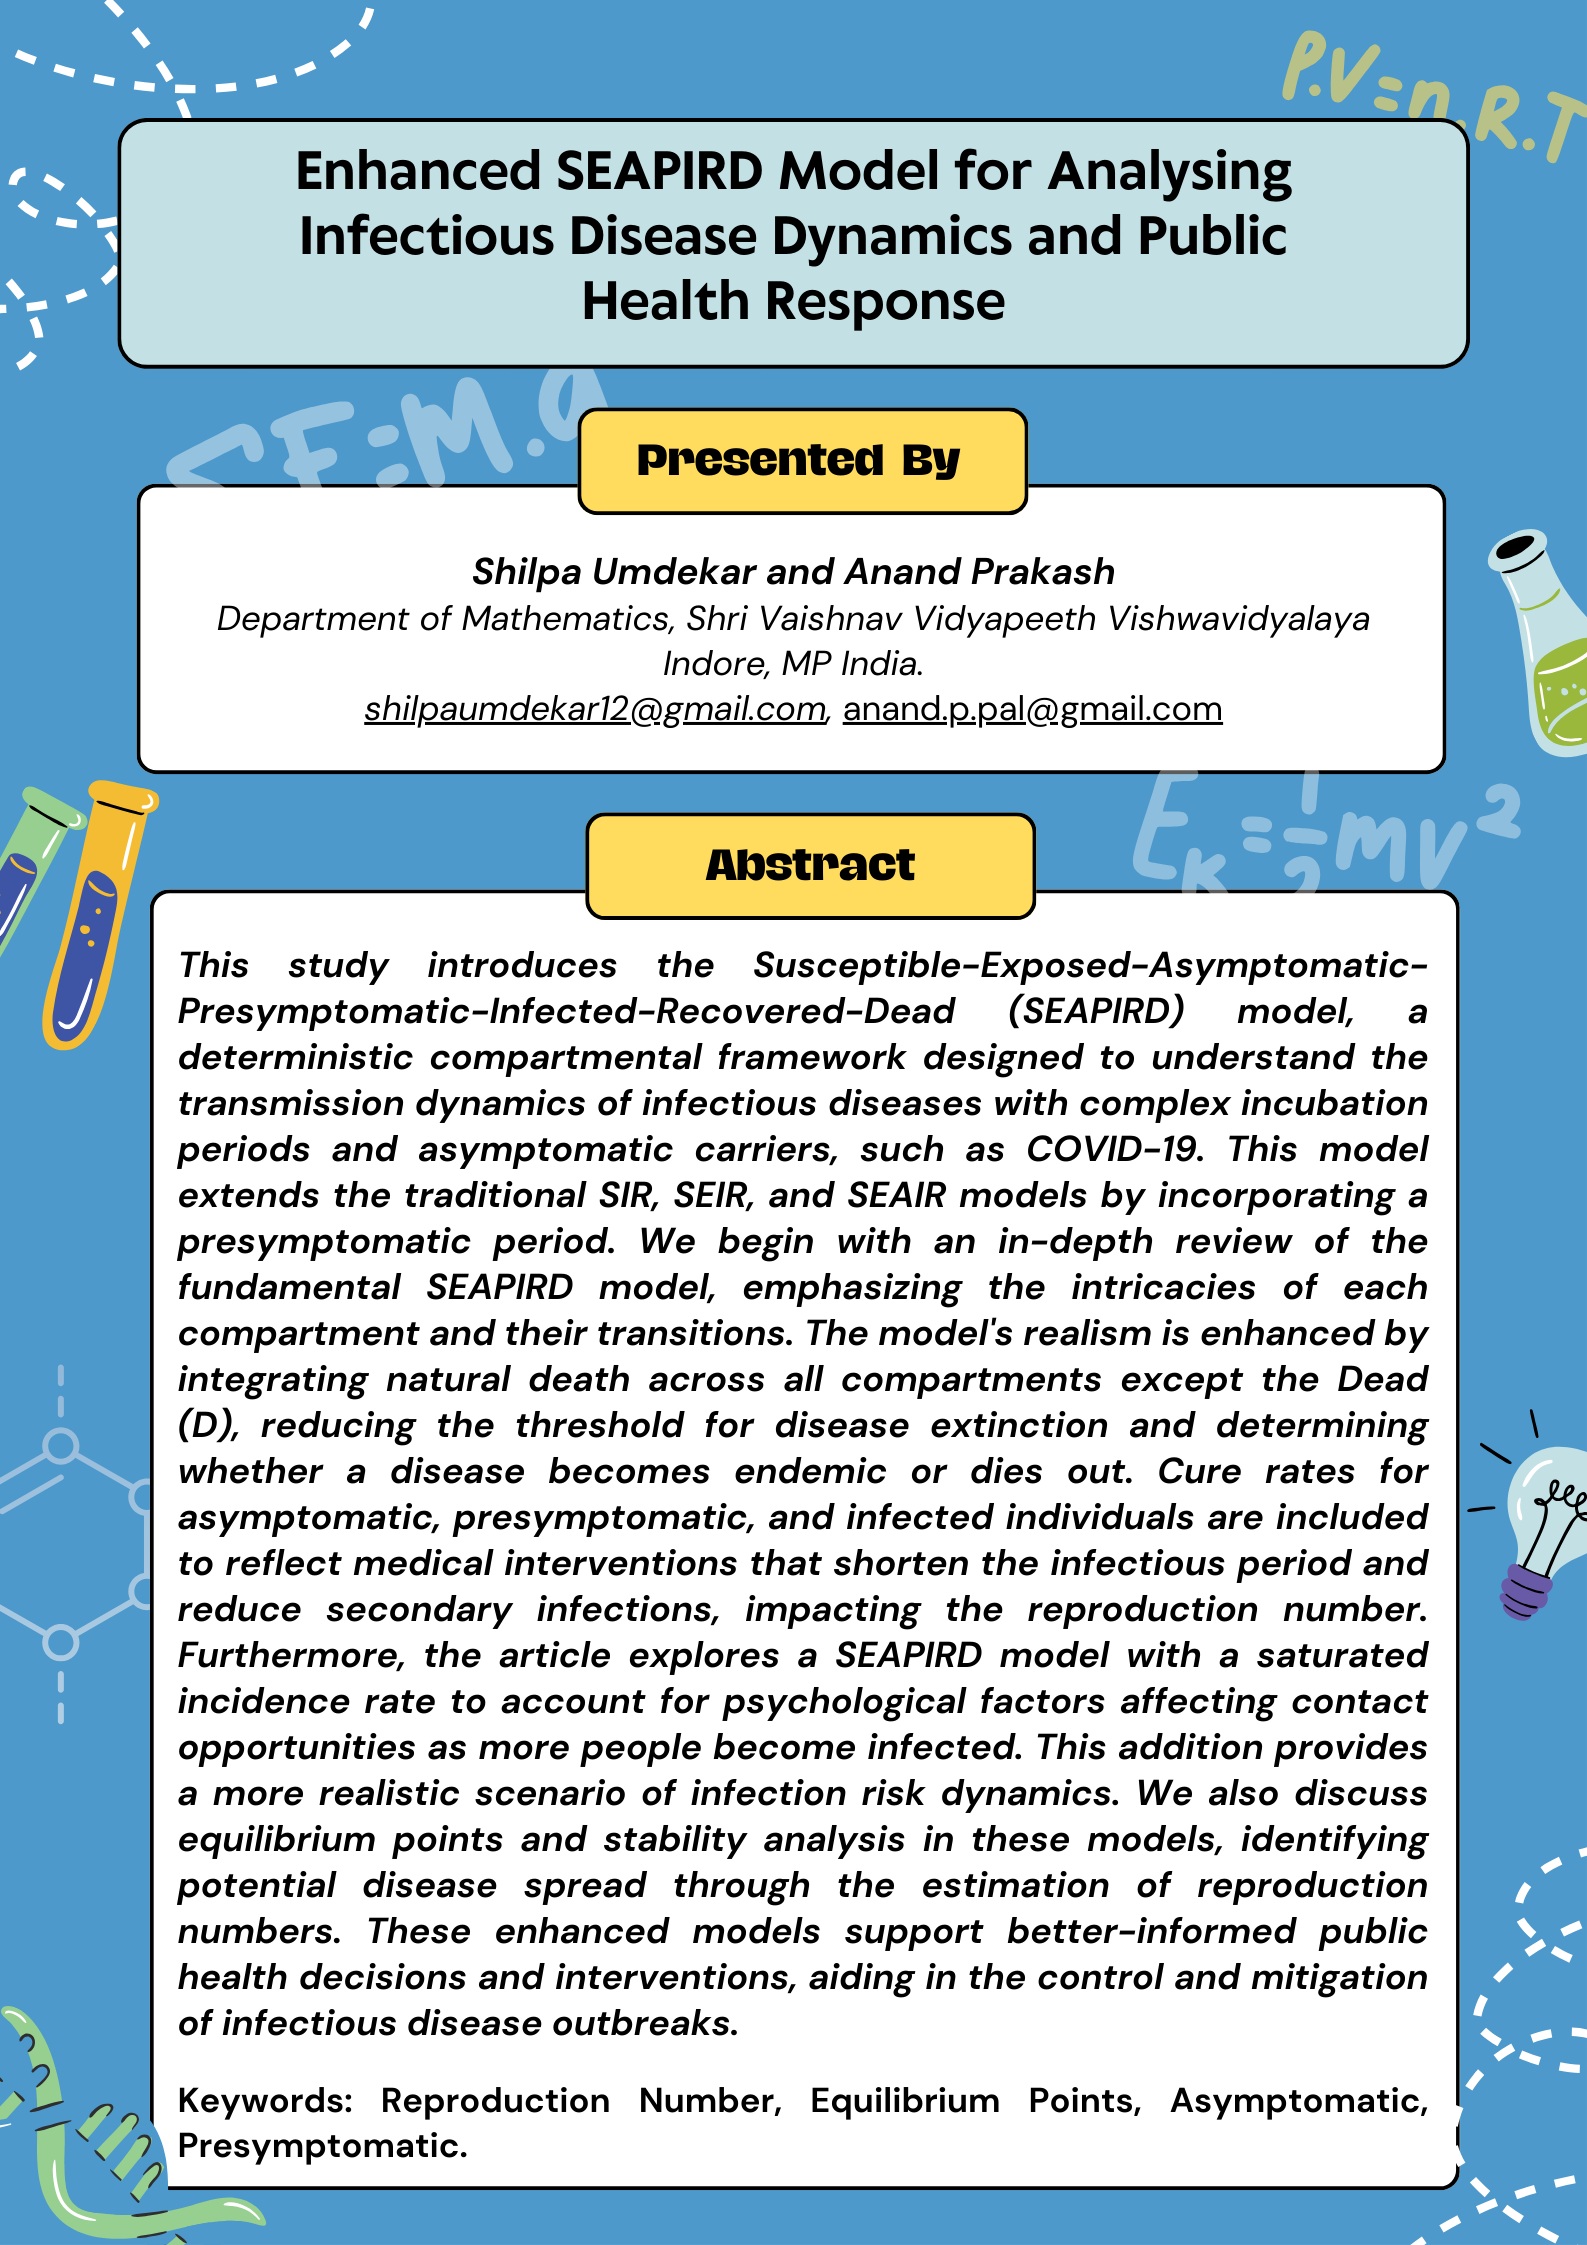 P.V=n.R.T
Enhanced SEAPIRD Model for Analysing
Infectious Disease Dynamics and Public
Health Response
F=M.a
Presented By
Shilpa Umdekar and Anand Prakash
Department of Mathematics, Shri Vaishnav Vidyapeeth Vishwavidyalaya
Indore, MP India.
shilpaumdekar12@gmail.com, anand.p.pal@gmail.com
Ek=1/2mv²
Abstract
This study introduces the Susceptible-Exposed-Asymptomatic-
Presymptomatic-Infected-Recovered-Dead (SEAPIRD) model, a
deterministic compartmental framework designed to understand the
transmission dynamics of infectious diseases with complex incubation
periods and asymptomatic carriers, such as COVID-19. This model
extends the traditional SIR, SEIR, and SEAIR models by incorporating a
presymptomatic period. We begin with an in-depth review of the
fundamental SEAPIRD model, emphasizing the intricacies of each
compartment and their transitions. The model's realism is enhanced by
integrating natural death across all compartments except the Dead
(D), reducing the threshold for disease extinction and determining
whether a disease becomes endemic or dies out. Cure rates for
asymptomatic, presymptomatic, and infected individuals are included
to reflect medical interventions that shorten the infectious period and
reduce secondary infections, impacting the reproduction number.
Furthermore, the article explores a SEAPIRD model with a saturated
incidence rate to account for psychological factors affecting contact
opportunities as more people become infected. This addition provides
a more realistic scenario of infection risk dynamics. We also discuss
equilibrium points and stability analysis in these models, identifying
potential disease spread through the estimation of reproduction
numbers. These enhanced models support better-informed public
health decisions and interventions, aiding in the control and mitigation
of infectious disease outbreaks.
Keywords: Reproduction Number, Equilibrium Points, Asymptomatic,
Presymptomatic.